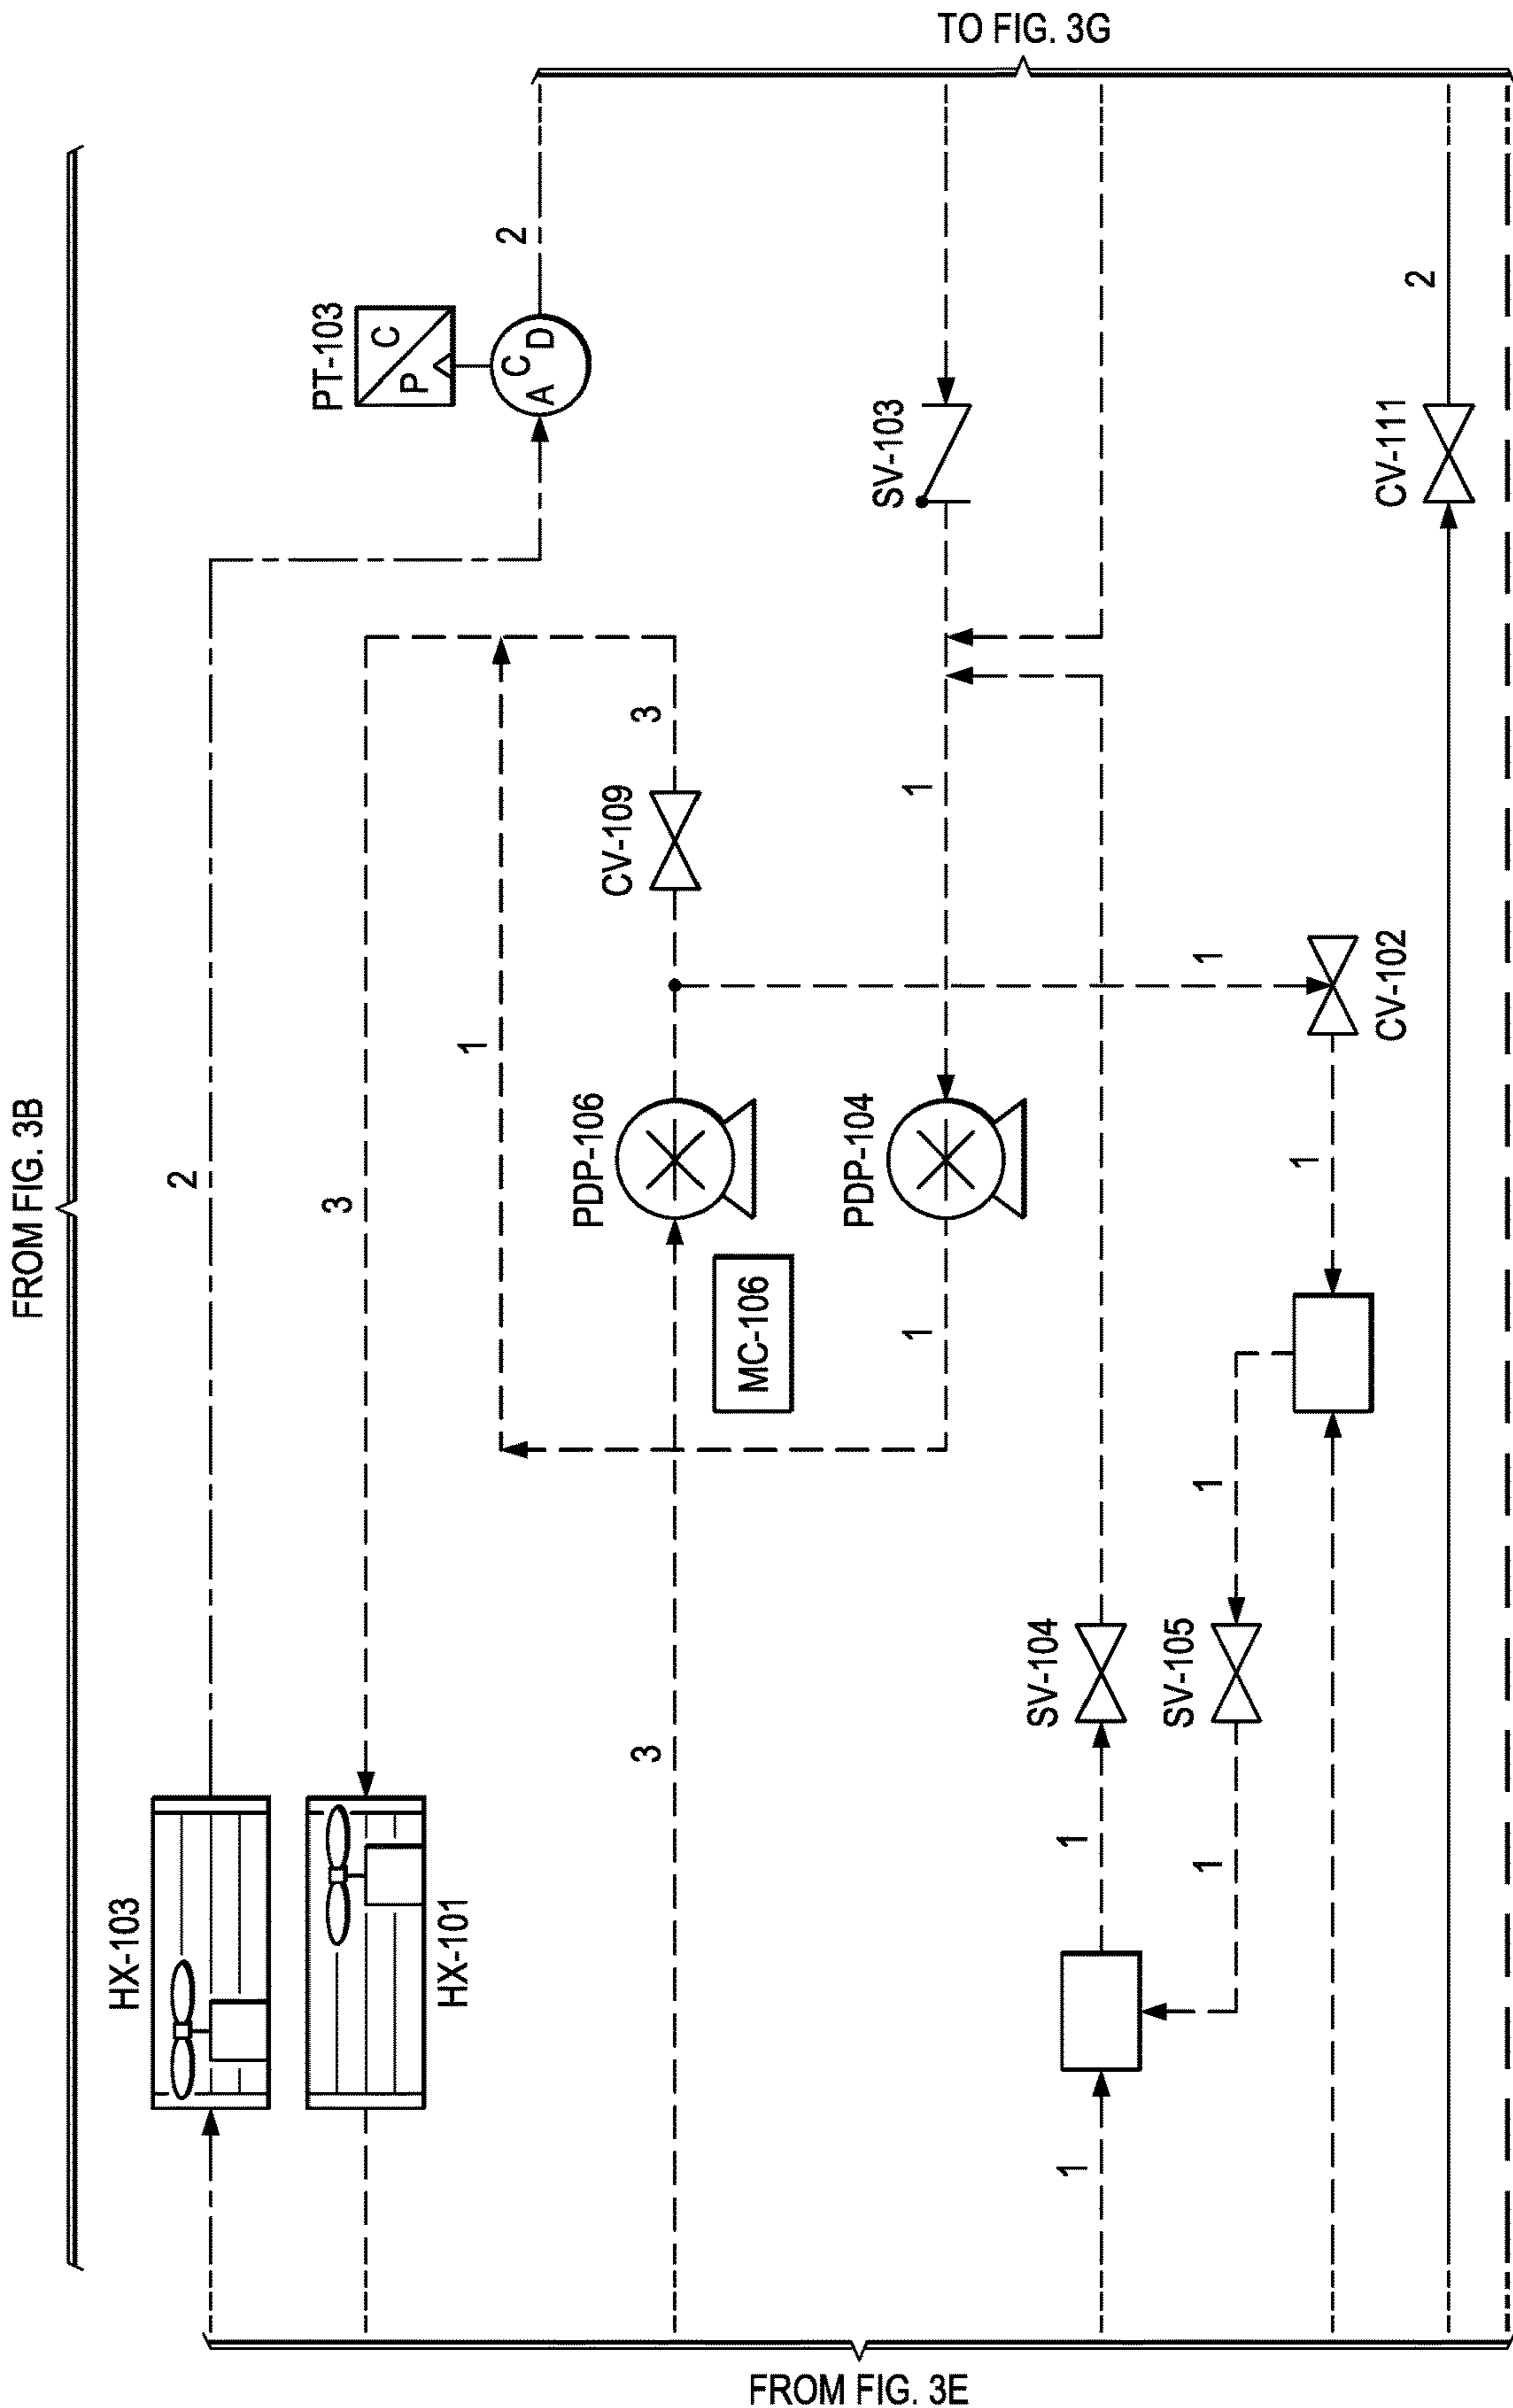 FROM FIG. 3B
TO FIG. 3G
FROM FIG. 3E
HX-103
2
PT-103
P
C
A
C
D
2
HX-101
3
1
3
PDP-106
CV-109
3
MC-106
1
PDP-104
1
SV-103
1
SV-104
1
1
SV-105
1
1
1
CV-102
CV-111
2